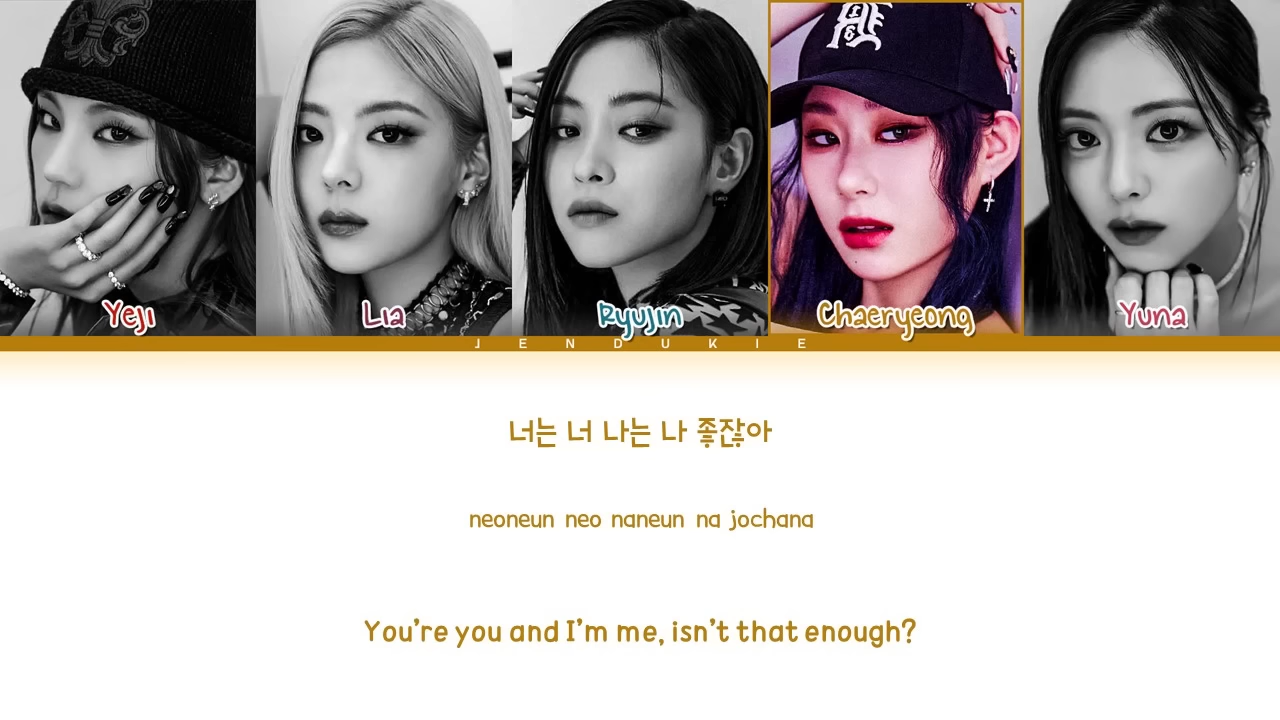 Yeji
Lia
Ryujin
Chaeryeong
Yuna
JENDUKIE
너는 너 나는 나 좋잖아
neoneun neo naneun na jochana
You're you and I'm me, isn't that enough?